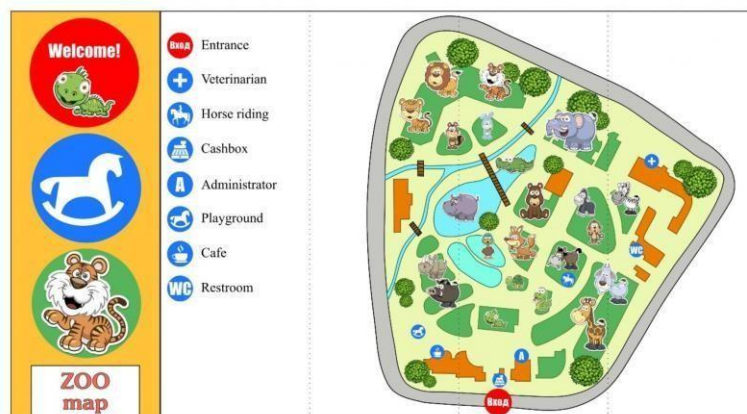 Welcome!
ZOO
map
Вход Entrance
Veterinarian
Horse riding
Cashbox
A Administrator
Playground
Cafe
WC Restroom
WC
A
Вход